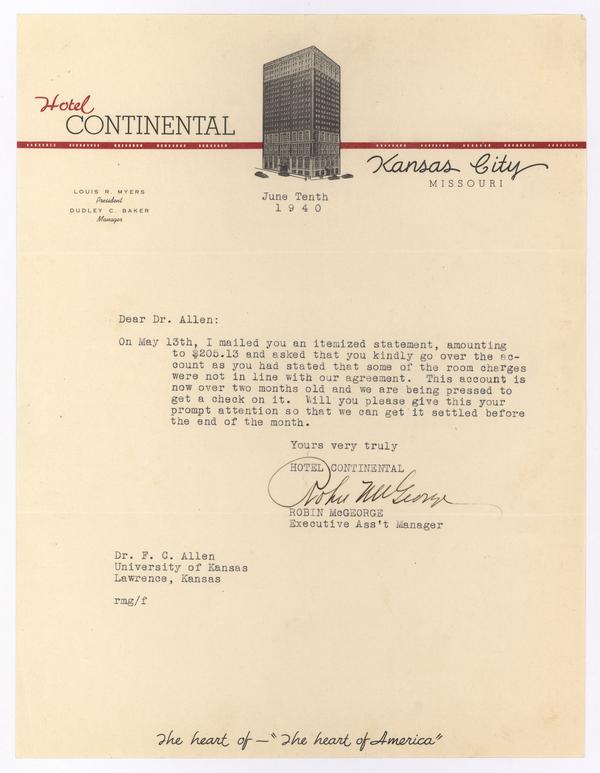 Hotel
CONTINENTAL
Kansas City
MISSOURI
LOUIS R. MYERS
President
DUDLEY C. BAKER
Manager
June Tenth
1940
Dear Dr. Allen:
On May 13th, I mailed you an itemized statement, amounting
to $205.13 and asked that you kindly go over the ac-
count as you had stated that some of the room charges
were not in line with our agreement. This account is
now over two months old and we are being pressed to
get a check on it. Will you please give this your
prompt attention so that we can get it settled before
the end of the month.
Yours very truly
HOTEL CONTINENTAL
Robin McGeorge
ROBIN McGEORGE
Executive Ass't Manager
Dr. F. C. Allen
University of Kansas
Lawrence, Kansas
rmg/f
The heart of — "The heart of America"